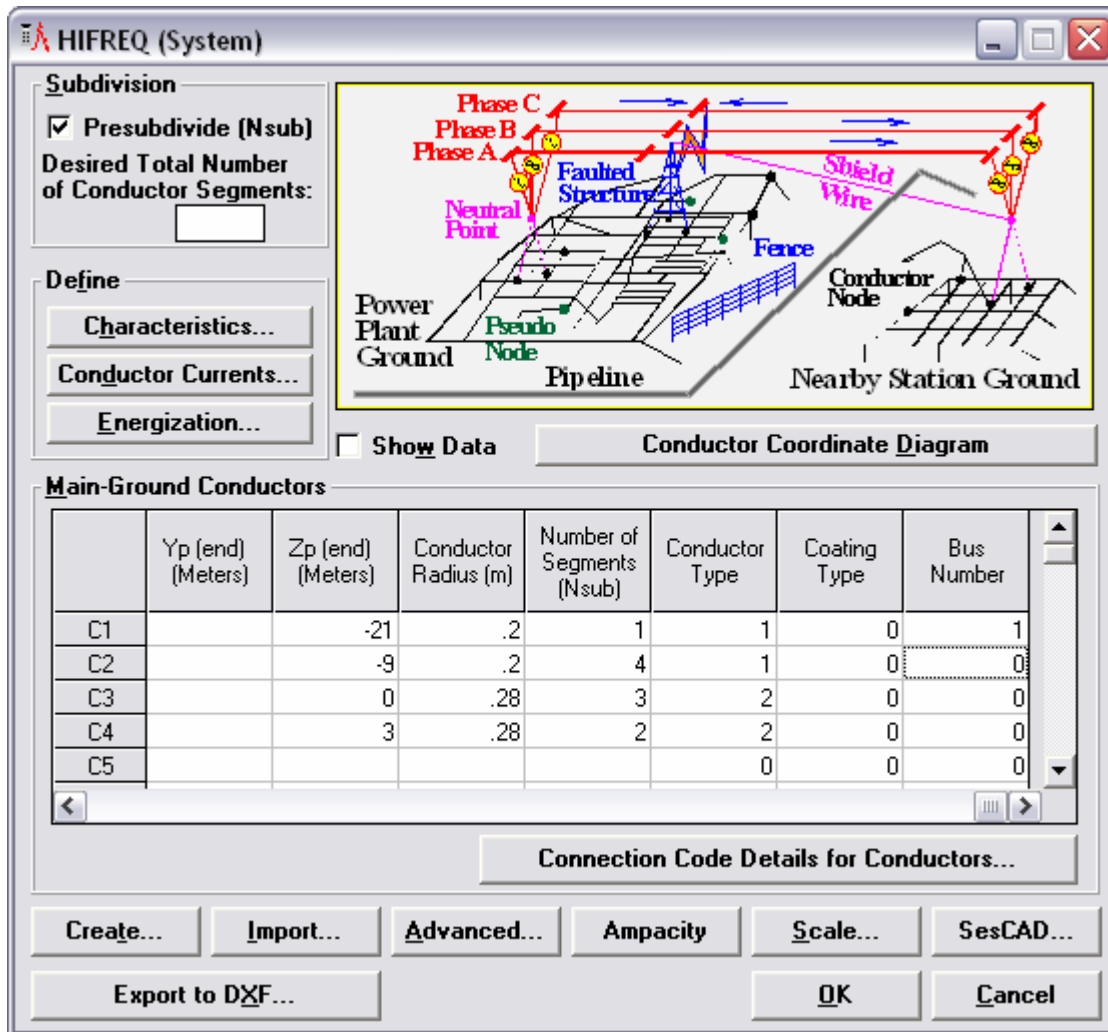 HIFREQ (System)
Subdivision
Presubdivide (Nsub)
Desired Total Number
of Conductor Segments:
Define
Characteristics...
Conductor Currents...
Energization...
Phase C
Phase B
Phase A
Faulted
Structure
Shield
Wire
Neutral
Point
Fence
Conductor
Node
Power
Plant
Ground
Pseudo
Node
Pipeline
Nearby Station Ground
Show Data
Conductor Coordinate Diagram
Main-Ground Conductors
Yp (end) (Meters) Zp (end) (Meters) Conductor Radius (m) Number of Segments (Nsub) Conductor Type Coating Type Bus Number
C1 -21 .2 1 1 0 1
C2 -9 .2 4 1 0 0
C3 0 .28 3 2 0 0
C4 3 .28 2 2 0 0
C5 0 0 0
Connection Code Details for Conductors...
Create... Import... Advanced... Ampacity Scale... SesCAD...
Export to DXF... OK Cancel